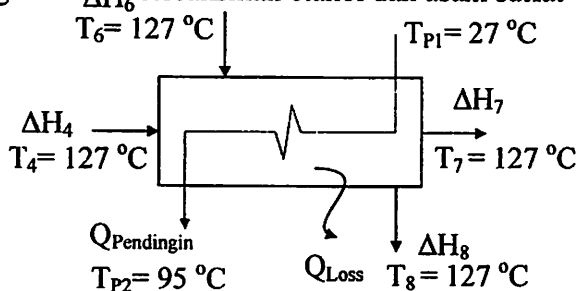 ΔH6
T6= 127 °C
TP1= 27 °C
ΔH4
T4= 127 °C
ΔH7
T7= 127 °C
QPendingin
TP2= 95 °C
QLoss
ΔH8
T8= 127 °C